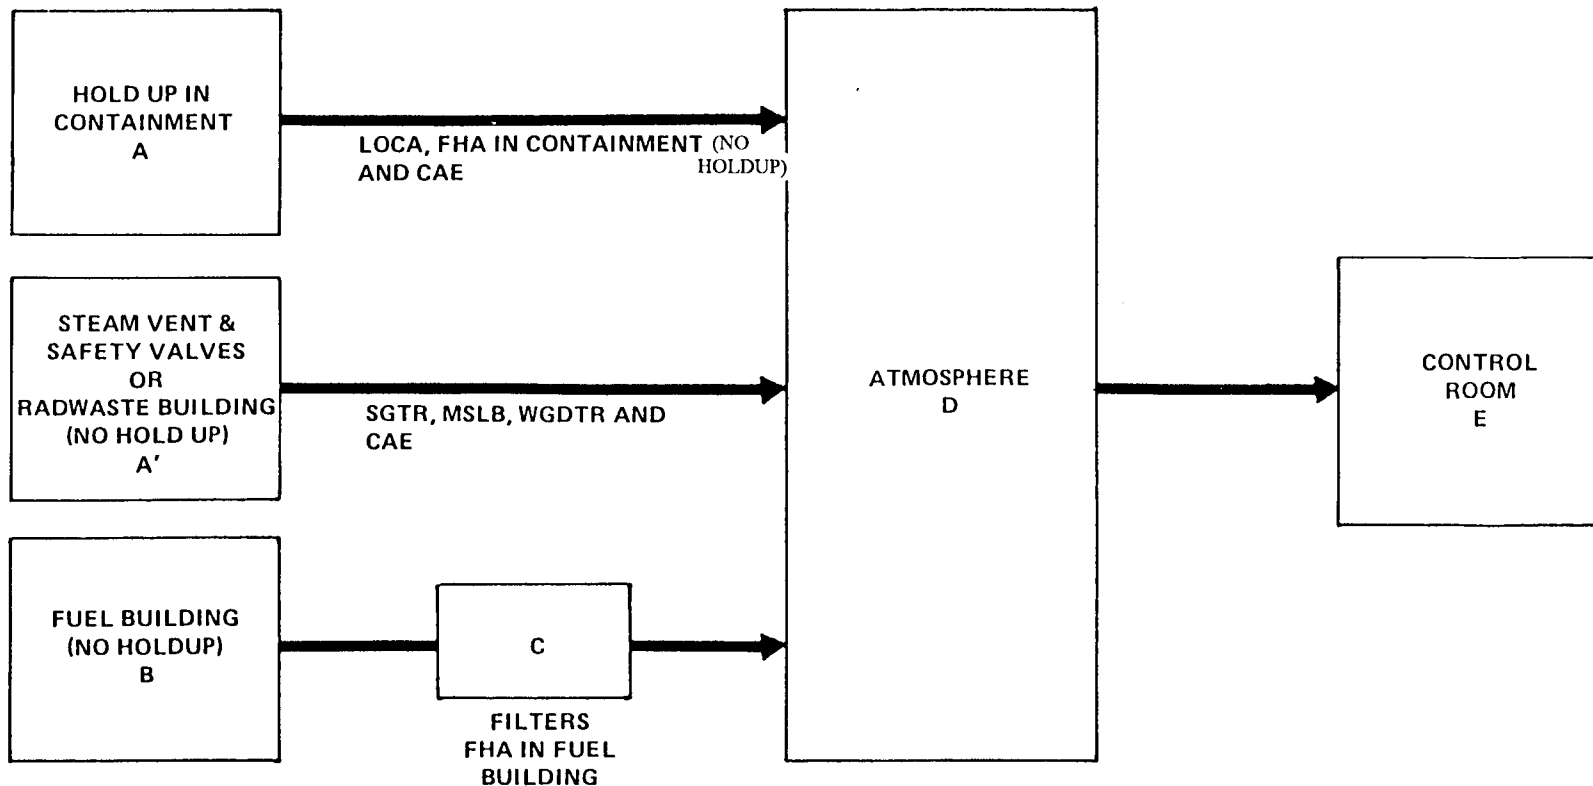 HOLD UP IN
CONTAINMENT
A
LOCA, FHA IN CONTAINMENT (NO
AND CAE HOLDUP)
STEAM VENT &
SAFETY VALVES
OR
RADWASTE BUILDING
(NO HOLD UP)
A'
SGTR, MSLB, WGDTR AND
CAE
FUEL BUILDING
(NO HOLDUP)
B
C
FILTERS
FHA IN FUEL
BUILDING
ATMOSPHERE
D
CONTROL
ROOM
E